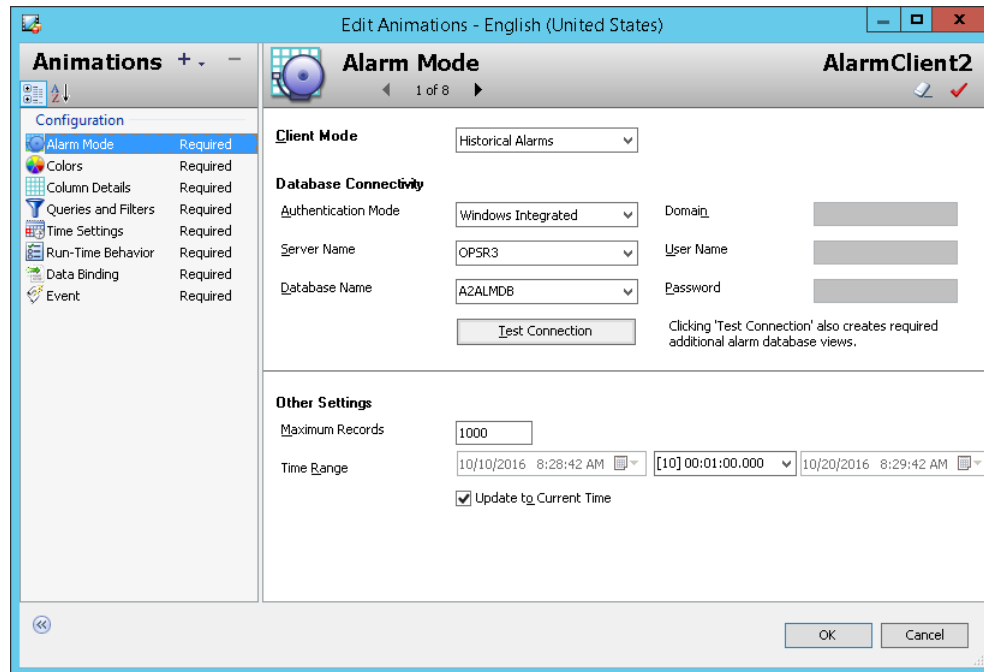 Edit Animations - English (United States)
Animations
Configuration
Alarm Mode Required
Colors Required
Column Details Required
Queries and Filters Required
Time Settings Required
Run-Time Behavior Required
Data Binding Required
Event Required
Alarm Mode
AlarmClient2
1 of 8
Client Mode Historical Alarms
Database Connectivity
Authentication Mode Windows Integrated Domain
Server Name OPSR3 User Name
Database Name A2ALMDB Password
Test Connection
Clicking 'Test Connection' also creates required
additional alarm database views.
Other Settings
Maximum Records 1000
Time Range 10/10/2016 8:28:42 AM [10] 00:01:00.000 10/20/2016 8:29:42 AM
Update to Current Time
OK Cancel